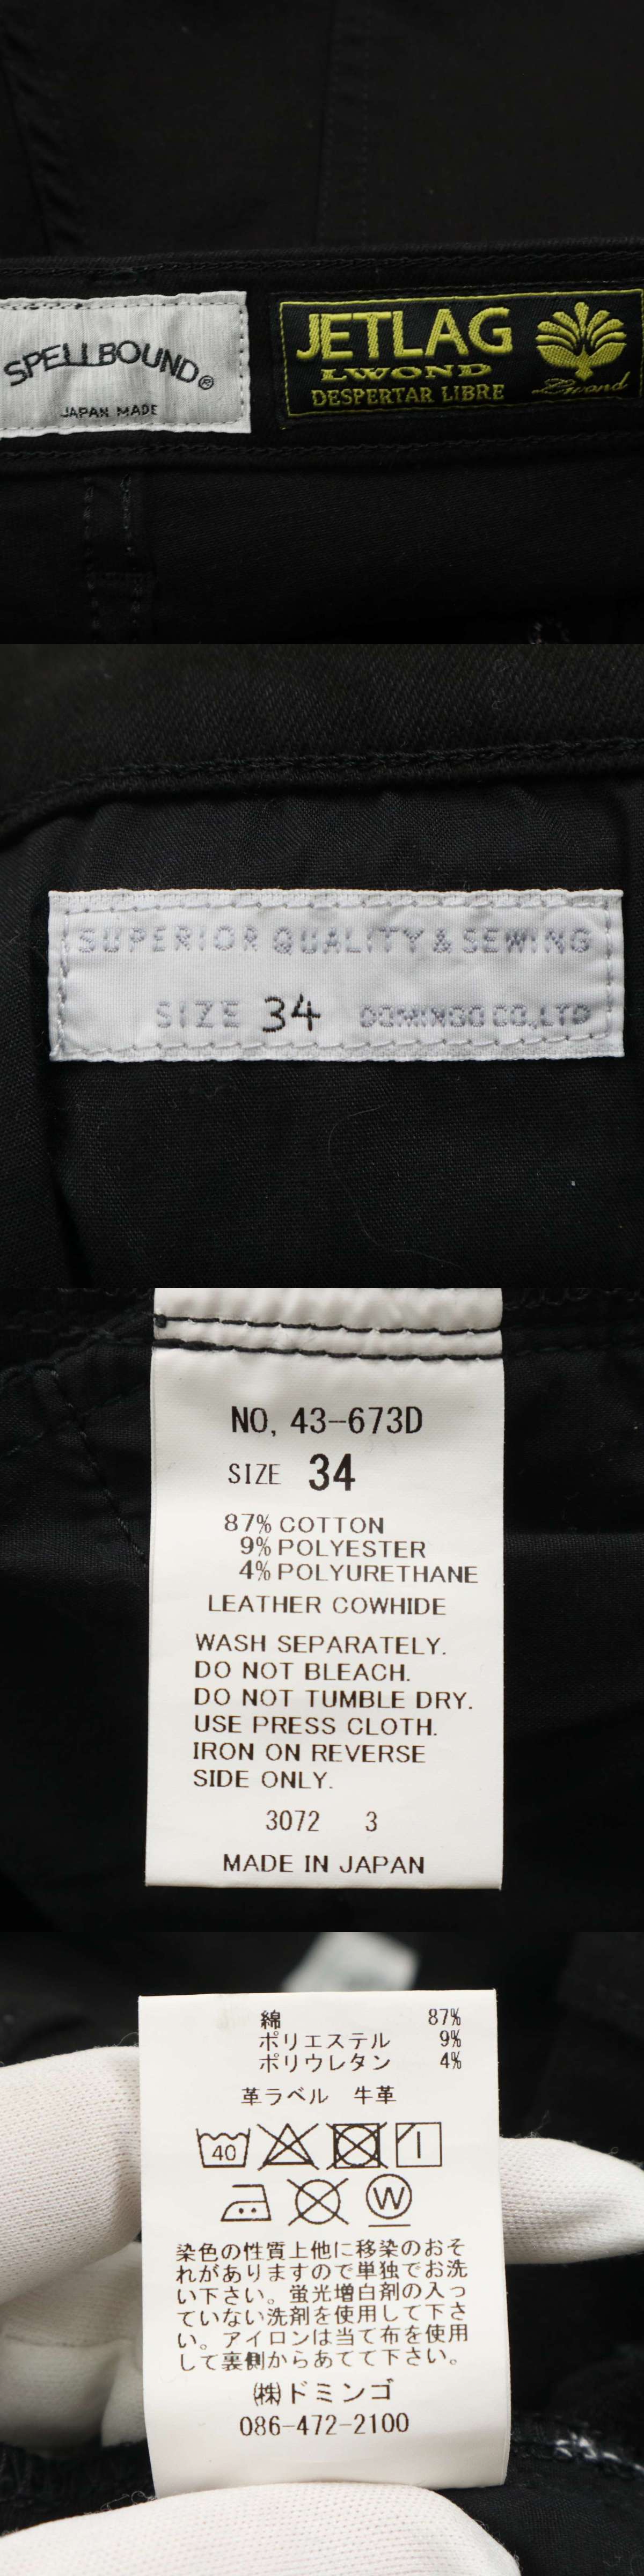 SPELLBOUND®
JAPAN MADE
JETLAG
LWOND
DESPERTAR LIBRE
Lwond
SUPERIOR QUALITY & SEWING
SIZE 34 DOMINGO CO.,LTD
NO, 43-673D
SIZE 34
87% COTTON
9% POLYESTER
4% POLYURETHANE
LEATHER COWHIDE
WASH SEPARATELY.
DO NOT BLEACH.
DO NOT TUMBLE DRY.
USE PRESS CLOTH.
IRON ON REVERSE
SIDE ONLY.
3072 3
MADE IN JAPAN
綿 87%
ポリエステル 9%
ポリウレタン 4%
革ラベル 牛革
40
W
染色の性質上他に移染のおそ
れがありますので単独でお洗
い下さい。蛍光増白剤の入っ
ていない洗剤を使用して下さ
い。アイロンは当て布を使用
して裏側からあてて下さい。
㈱ドミンゴ
086-472-2100